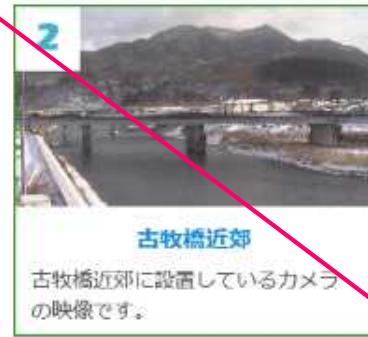 2
古牧橋近郊
古牧橋近郊に設置しているカメラ
の映像です。